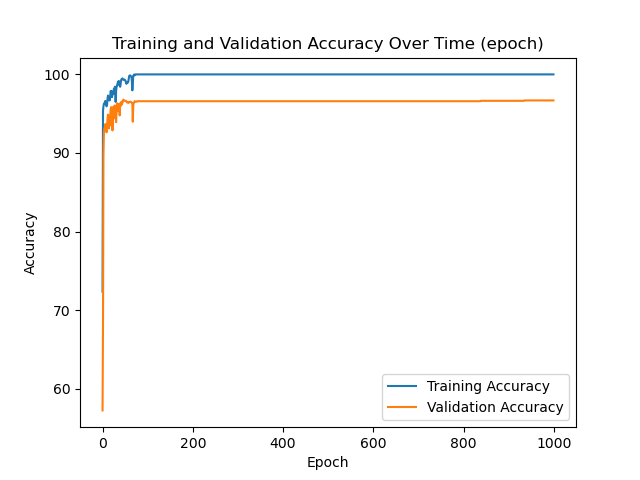 Training and Validation Accuracy Over Time (epoch)
100
90
80
70
60
Accuracy
0
200
400
600
800
1000
Epoch
Training Accuracy
Validation Accuracy